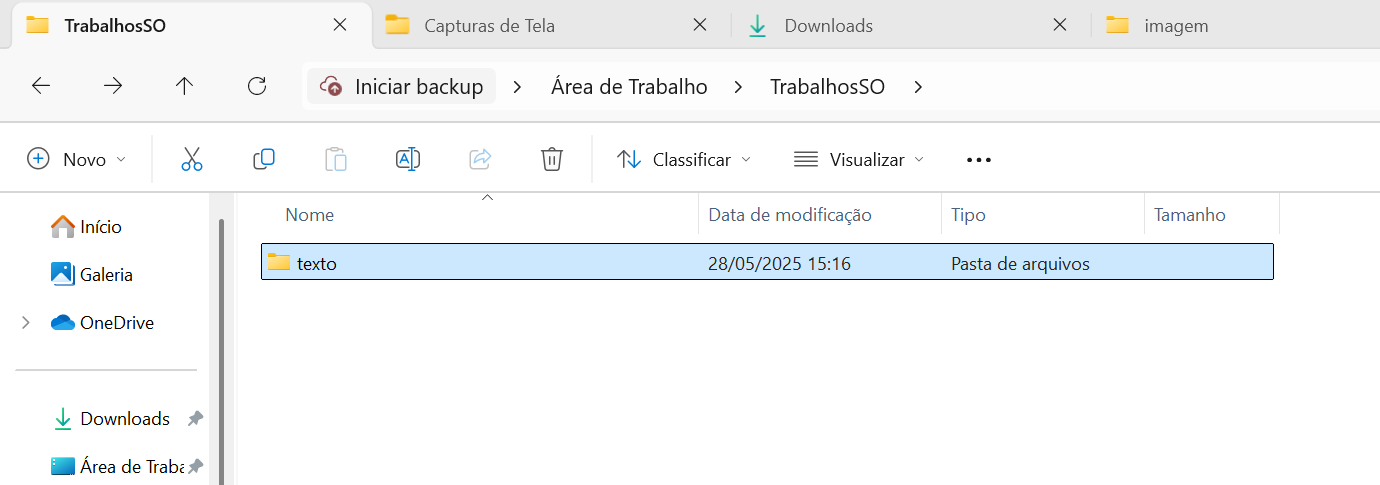 TrabalhosSO Capturas de Tela Downloads imagem
Iniciar backup Área de Trabalho TrabalhosSO
Novo Classificar Visualizar
Nome Data de modificação Tipo Tamanho
Início
texto 28/05/2025 15:16 Pasta de arquivos
Galeria
OneDrive
Downloads
Área de Traba